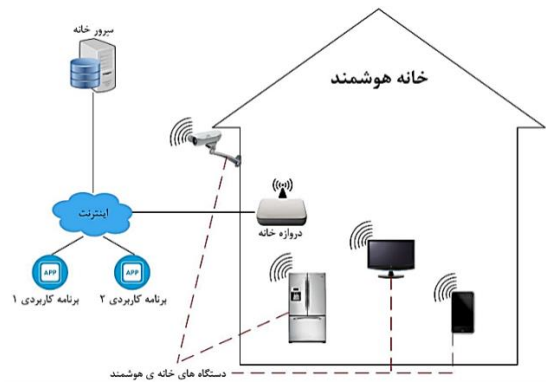 سرور خانه
خانه هوشمند
اینترنت
دروازه خانه
APP
APP
برنامه کاربردی ۲
برنامه کاربردی ۱
دستگاه های خانه ی هوشمند